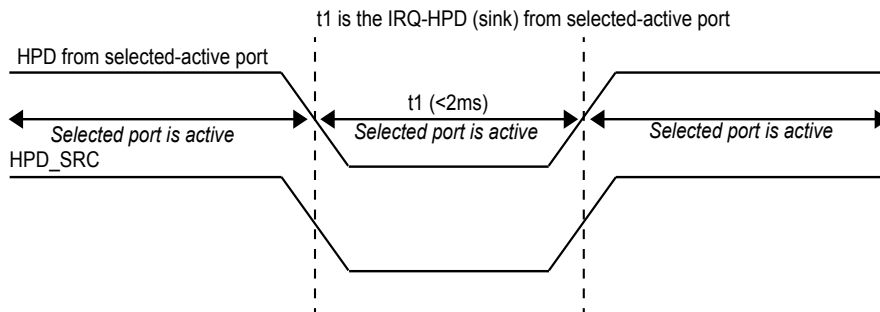 t1 is the IRQ-HPD (sink) from selected-active port
HPD from selected-active port
t1 (<2ms)
Selected port is active
Selected port is active
Selected port is active
HPD_SRC